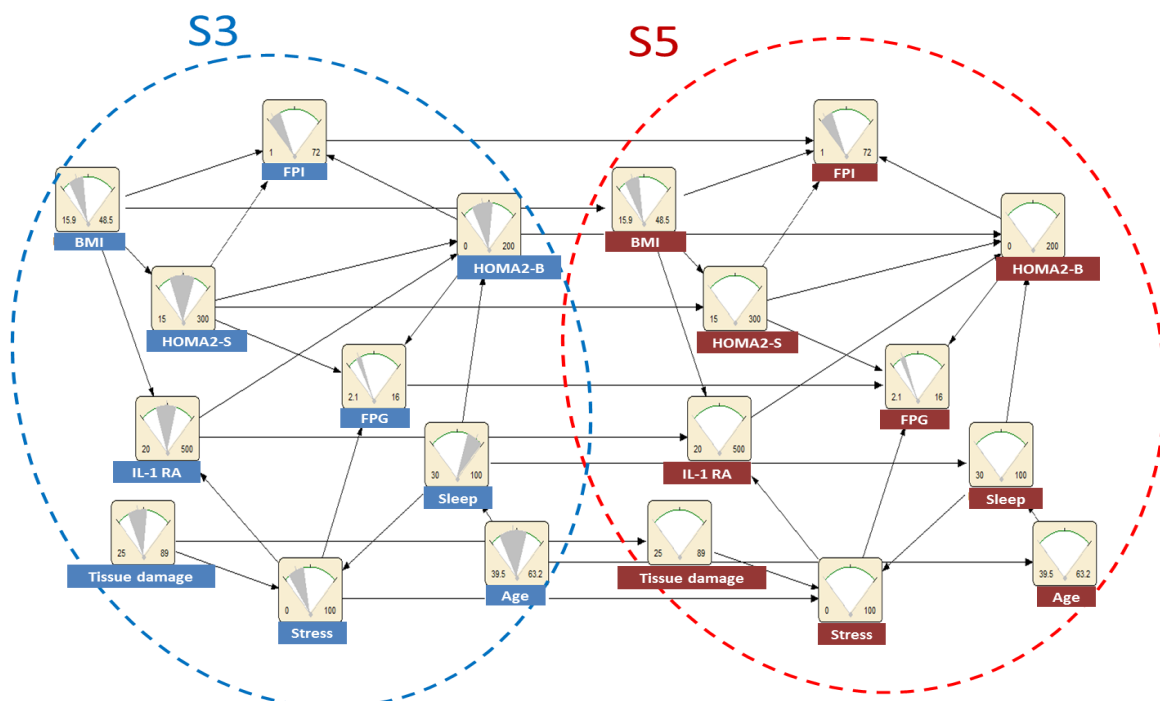 S3
S5
1 72
FPI
1 72
FPI
15.9 48.5
BMI
15.9 48.5
BMI
0 200
HOMA2-B
0 200
HOMA2-B
15 300
HOMA2-S
15 300
HOMA2-S
2.1 16
FPG
2.1 16
FPG
20 500
IL-1 RA
20 500
IL-1 RA
30 100
Sleep
30 100
Sleep
25 89
Tissue damage
25 89
Tissue damage
39.5 63.2
Age
39.5 63.2
Age
0 100
Stress
0 100
Stress